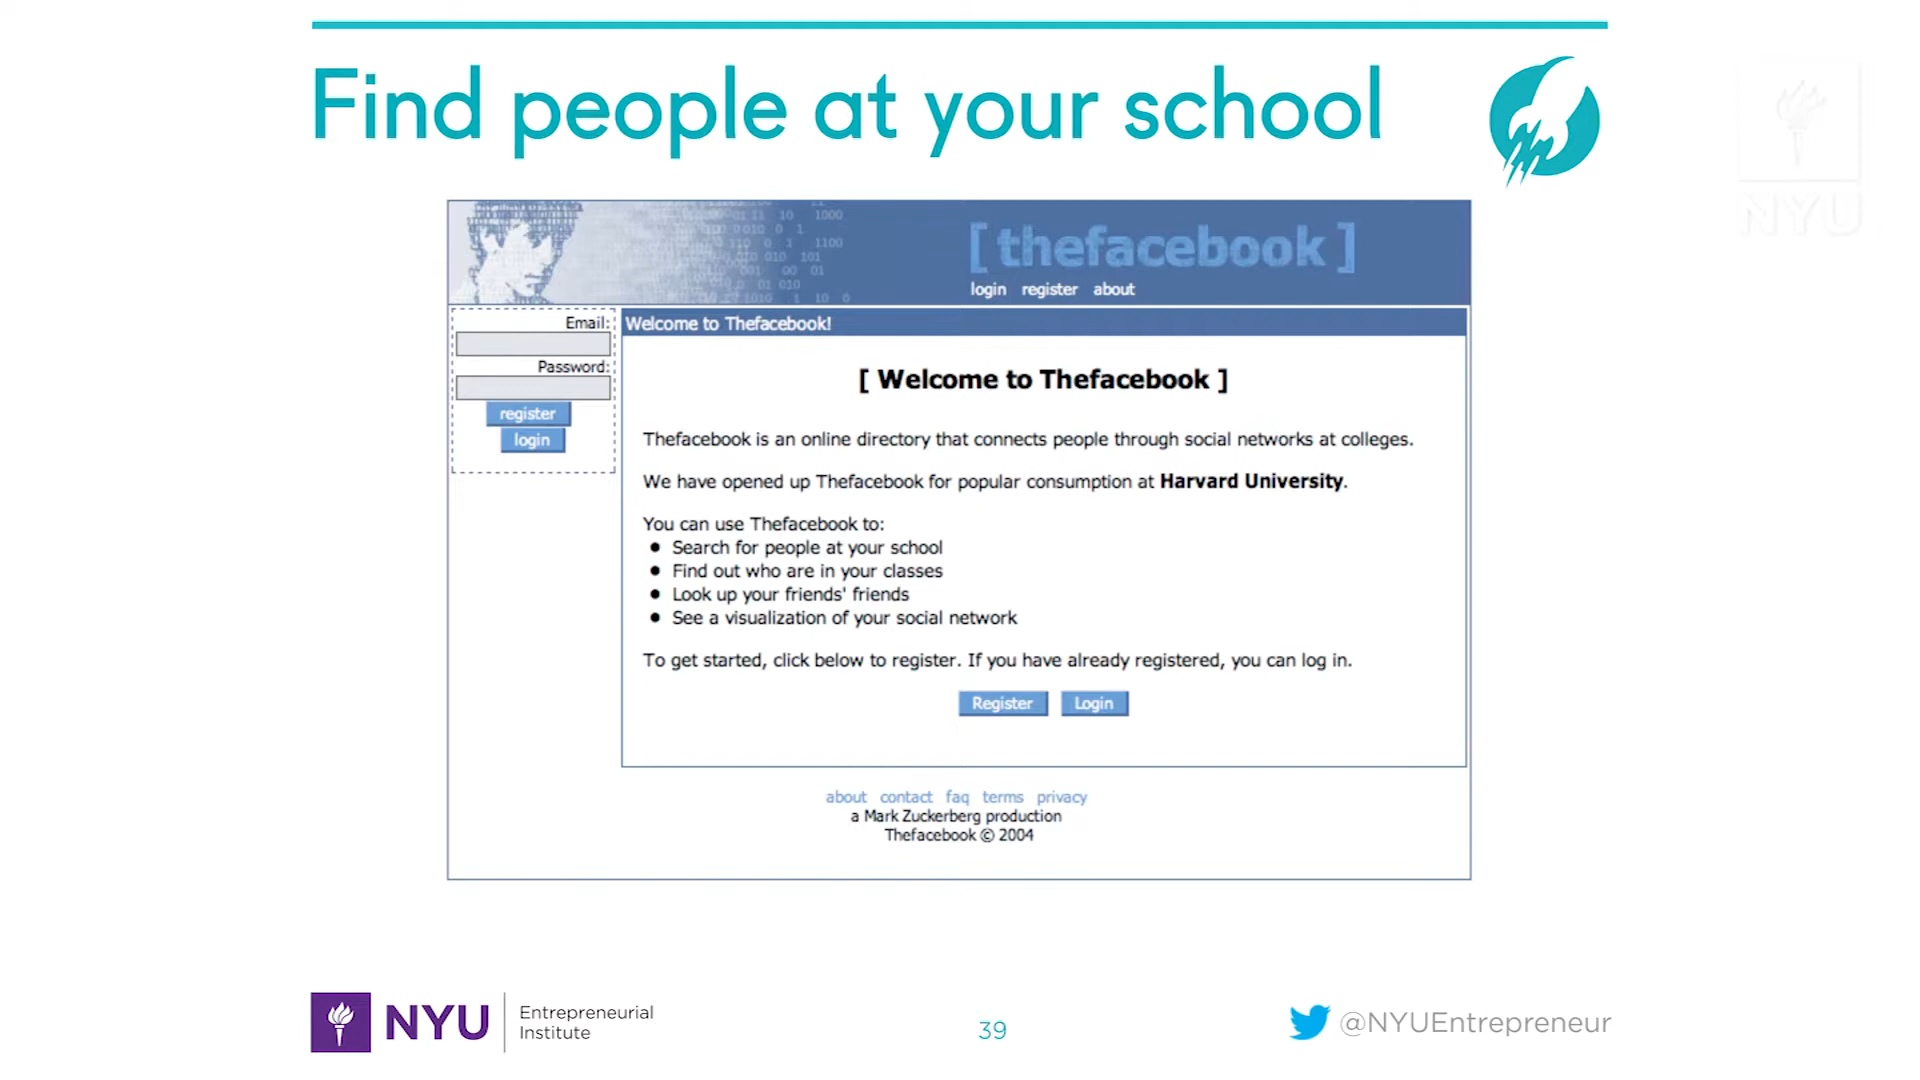 Find people at your school
NYU
[ thefacebook ]
login register about
Email:
Password:
register
login
Welcome to Thefacebook!
[ Welcome to Thefacebook ]
Thefacebook is an online directory that connects people through social networks at colleges.
We have opened up Thefacebook for popular consumption at Harvard University.
You can use Thefacebook to:
• Search for people at your school
• Find out who are in your classes
• Look up your friends' friends
• See a visualization of your social network
To get started, click below to register. If you have already registered, you can log in.
Register Login
about contact faq terms privacy
a Mark Zuckerberg production
Thefacebook © 2004
NYU
Entrepreneurial
Institute
39
@NYUEntrepreneur